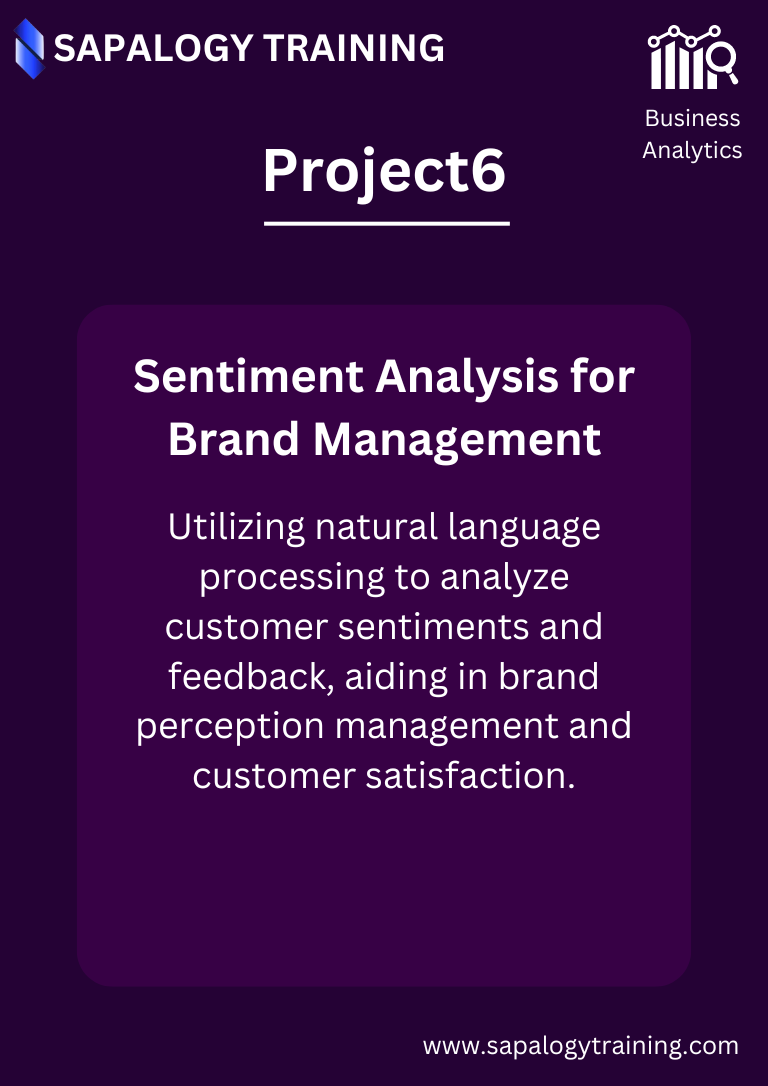 SAPALOGY TRAINING
Business
Analytics
Project6
Sentiment Analysis for
Brand Management
Utilizing natural language
processing to analyze
customer sentiments and
feedback, aiding in brand
perception management and
customer satisfaction.
www.sapalogytraining.com